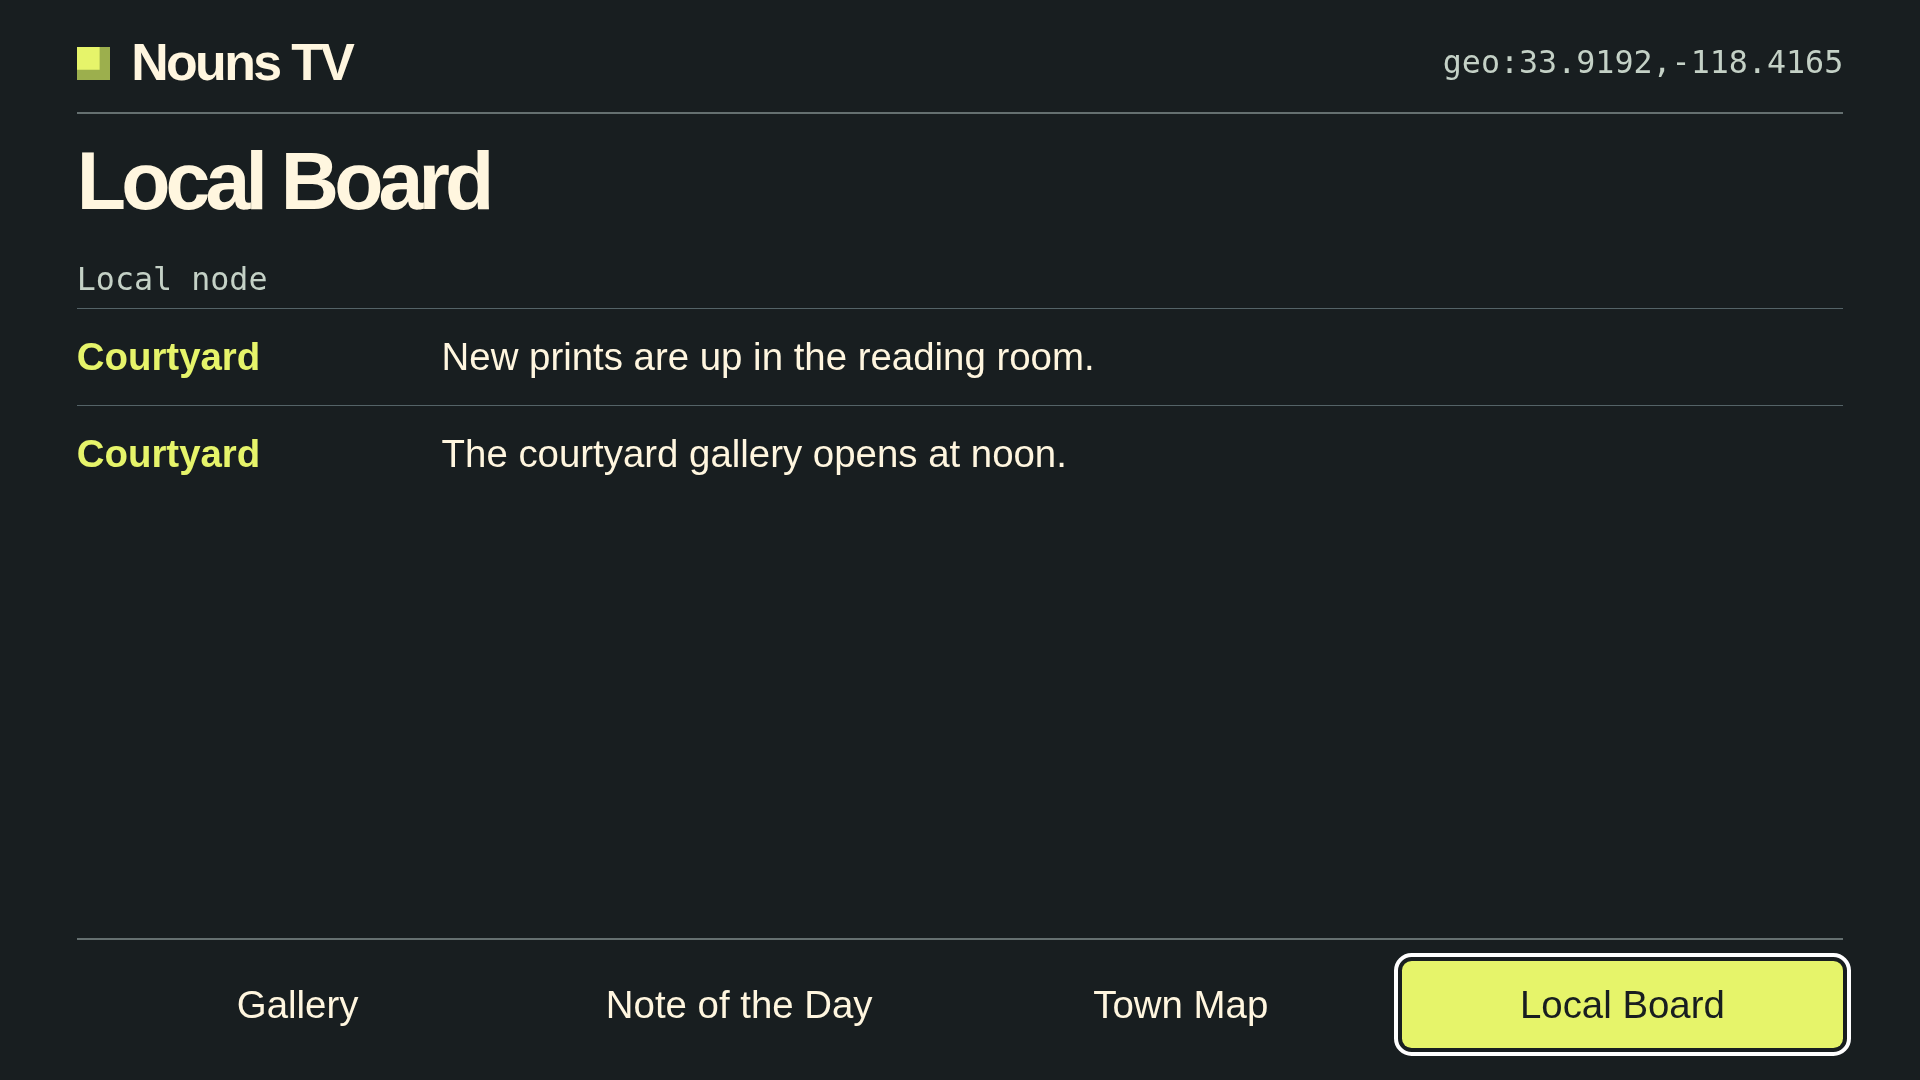 Nouns TV
geo:33.9192,-118.4165
Local Board
Local node
Courtyard New prints are up in the reading room.
Courtyard The courtyard gallery opens at noon.
Gallery Note of the Day Town Map Local Board